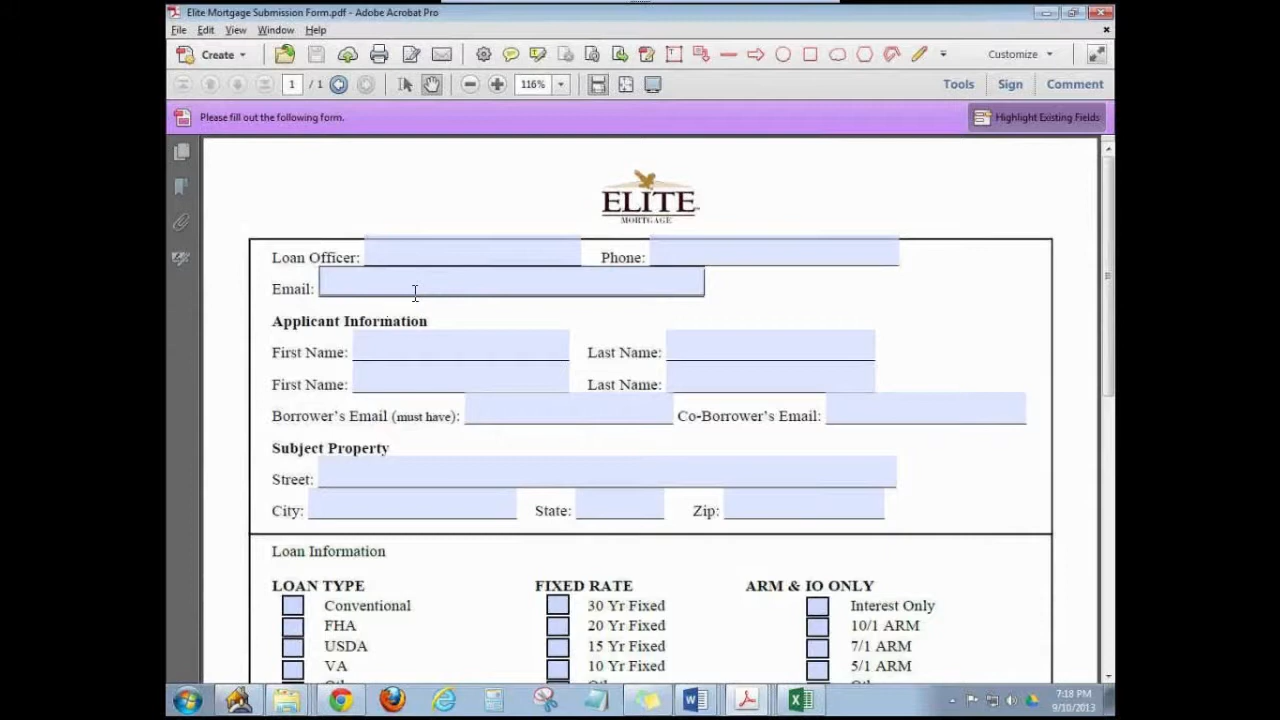 Elite Mortgage Submission Form.pdf - Adobe Acrobat Pro
File Edit View Window Help
Create Customize
1 / 1 116% Tools Sign Comment
Please fill out the following form. Highlight Existing Fields
ELITE
MORTGAGE
Loan Officer: Phone:
Email:
Applicant Information
First Name: Last Name:
First Name: Last Name:
Borrower's Email (must have): Co-Borrower's Email:
Subject Property
Street:
City: State: Zip:
Loan Information
LOAN TYPE FIXED RATE ARM & IO ONLY
Conventional 30 Yr Fixed Interest Only
FHA 20 Yr Fixed 10/1 ARM
USDA 15 Yr Fixed 7/1 ARM
VA 10 Yr Fixed 5/1 ARM
7:18 PM
9/10/2013